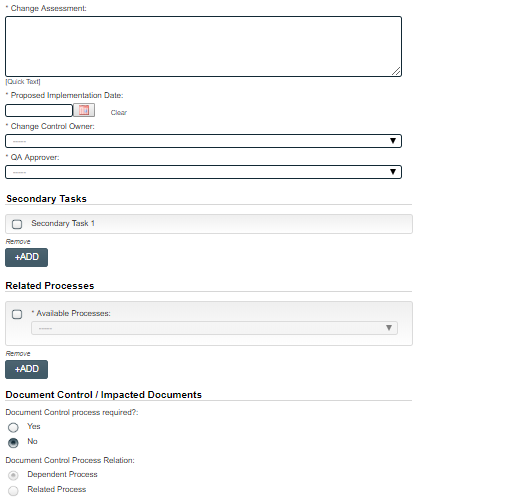 * Change Assessment:
[Quick Text]
* Proposed Implementation Date:
Clear
* Change Control Owner:
-----
* QA Approver:
-----
Secondary Tasks
Secondary Task 1
Remove
+ADD
Related Processes
* Available Processes:
-----
Remove
+ADD
Document Control / Impacted Documents
Document Control process required?:
Yes
No
Document Control Process Relation:
Dependent Process
Related Process